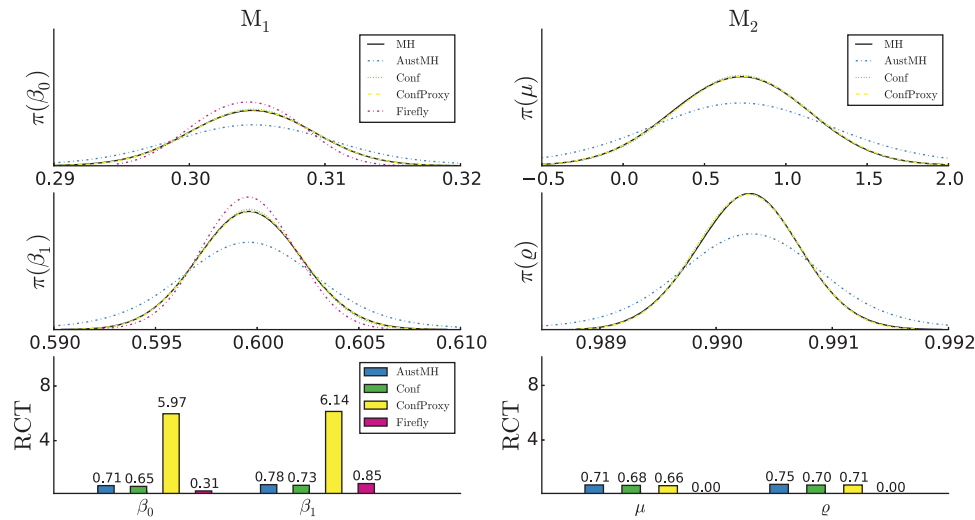 M₁ M₂
π(β₀)
MH
AustMH
Conf
ConfProxy
Firefly
0.29 0.30 0.31 0.32
π(μ)
MH
AustMH
Conf
ConfProxy
−0.5 0.0 0.5 1.0 1.5 2.0
π(β₁)
0.590 0.595 0.600 0.605 0.610
π(ϱ)
0.989 0.990 0.991 0.992
RCT
8
4
AustMH
Conf
ConfProxy
Firefly
0.71 0.65 5.97 0.31 0.78 0.73 6.14 0.85
β₀ β₁
RCT
8
4
0.71 0.68 0.66 0.00 0.75 0.70 0.71 0.00
μ ϱ